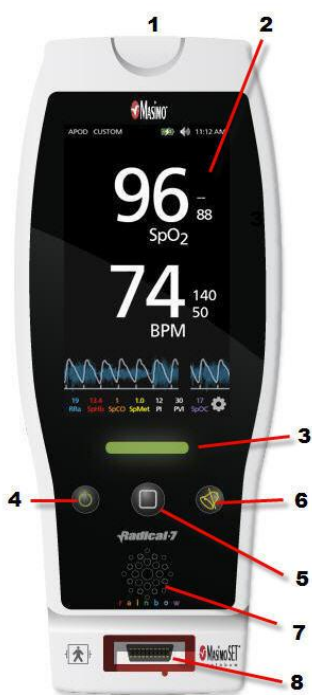 1
2
MASIMO
APOD CUSTOM 11:12 AM
96
--
88
SpO2
74
140
50
BPM
19 13.4 1 1.0 12 30 17
RRa SpHb SpCO SpMet PI PVI SpOC
3
4
6
5
Radical-7
rainbow
7
MASIMO SET
rainbow
8